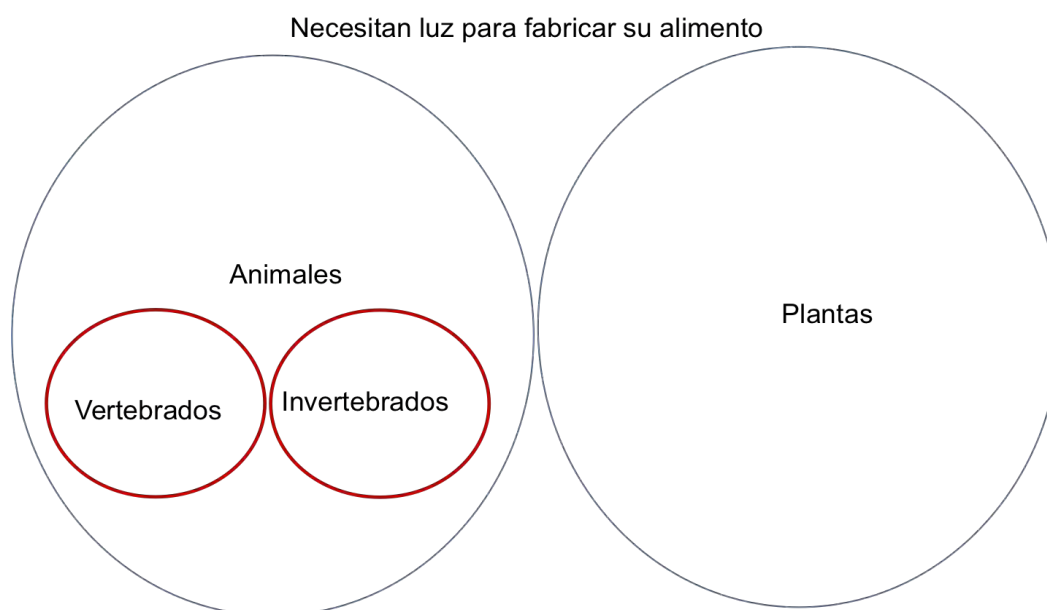 Necesitan luz para fabricar su alimento
Animales
Plantas
Vertebrados
Invertebrados